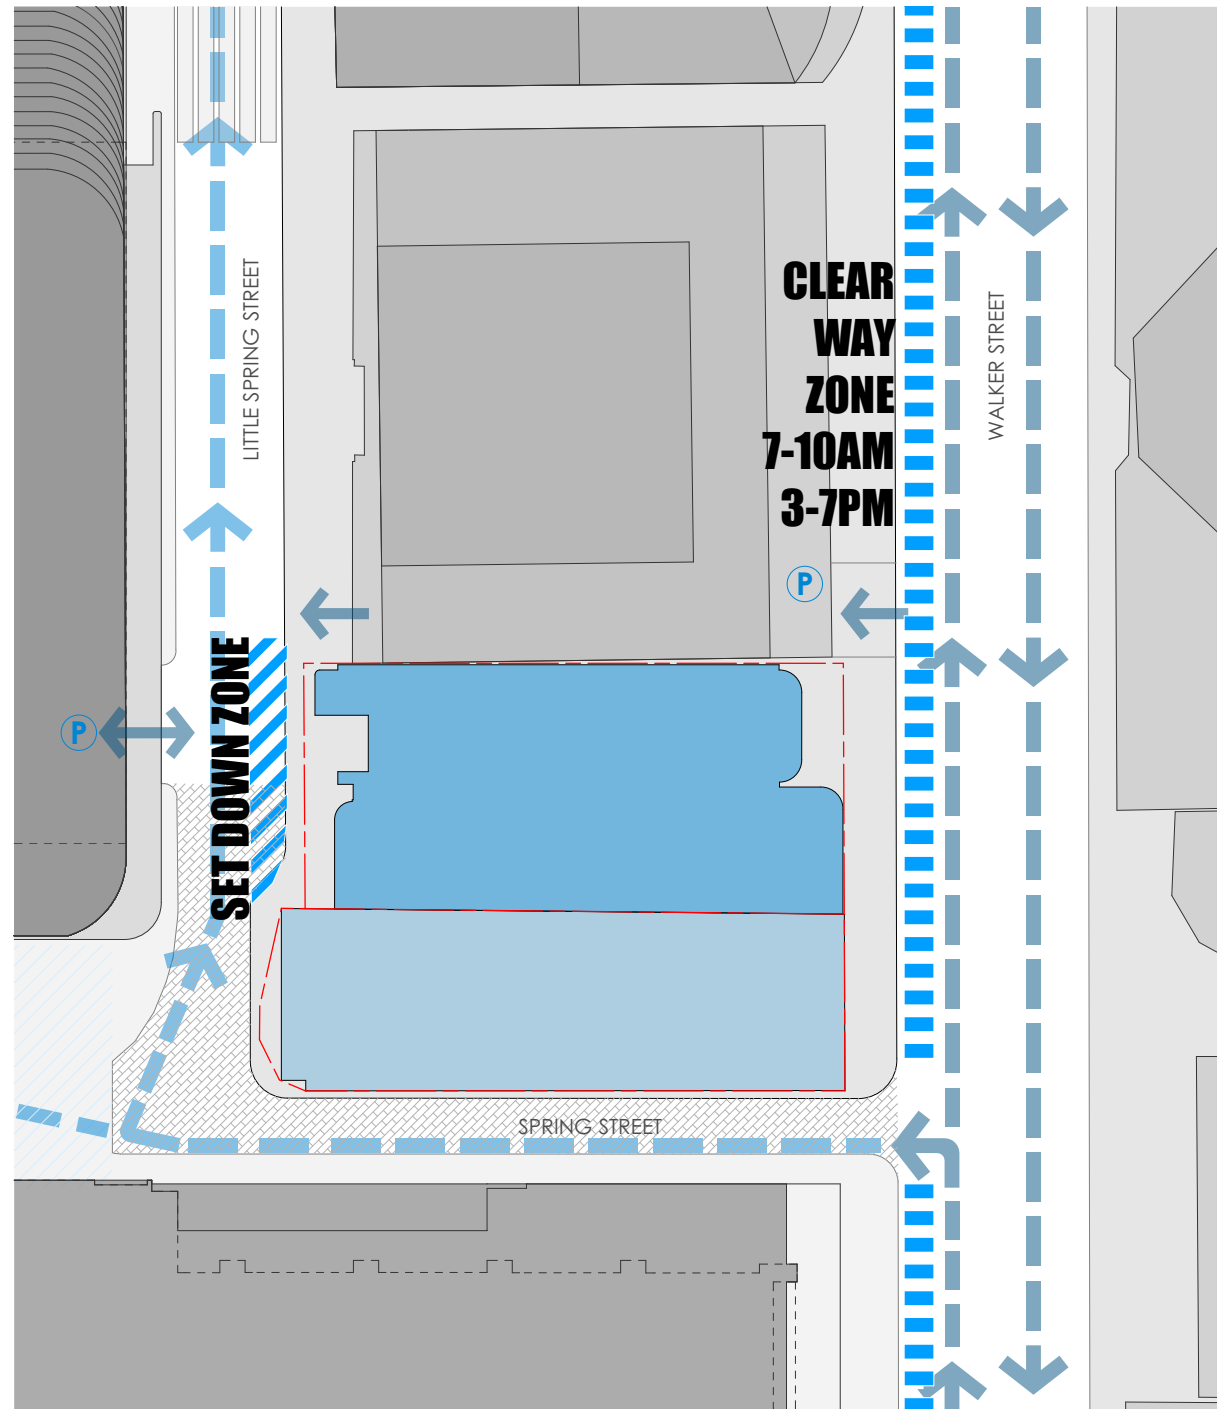 LITTLE SPRING STREET
CLEAR
WAY
ZONE
7-10AM
3-7PM
WALKER STREET
P
SET DOWN ZONE
P
SPRING STREET